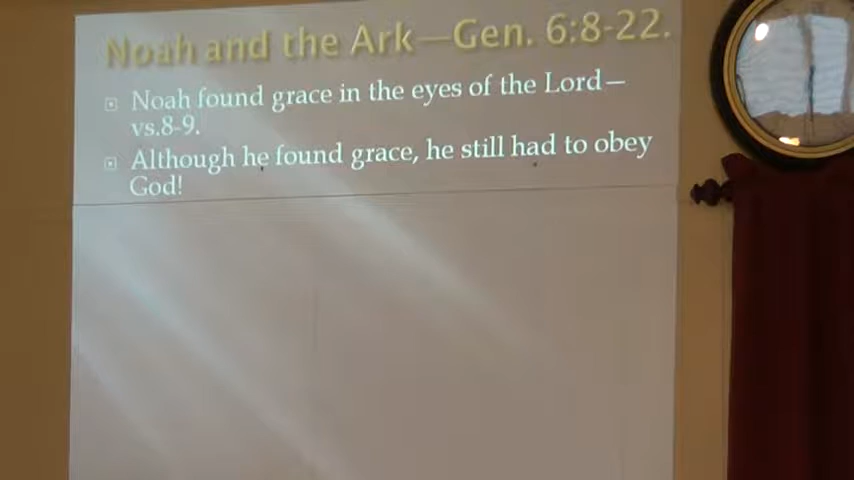 Noah and the Ark—Gen. 6:8-22.
Noah found grace in the eyes of the Lord—
vs.8-9.
Although he found grace, he still had to obey
God!